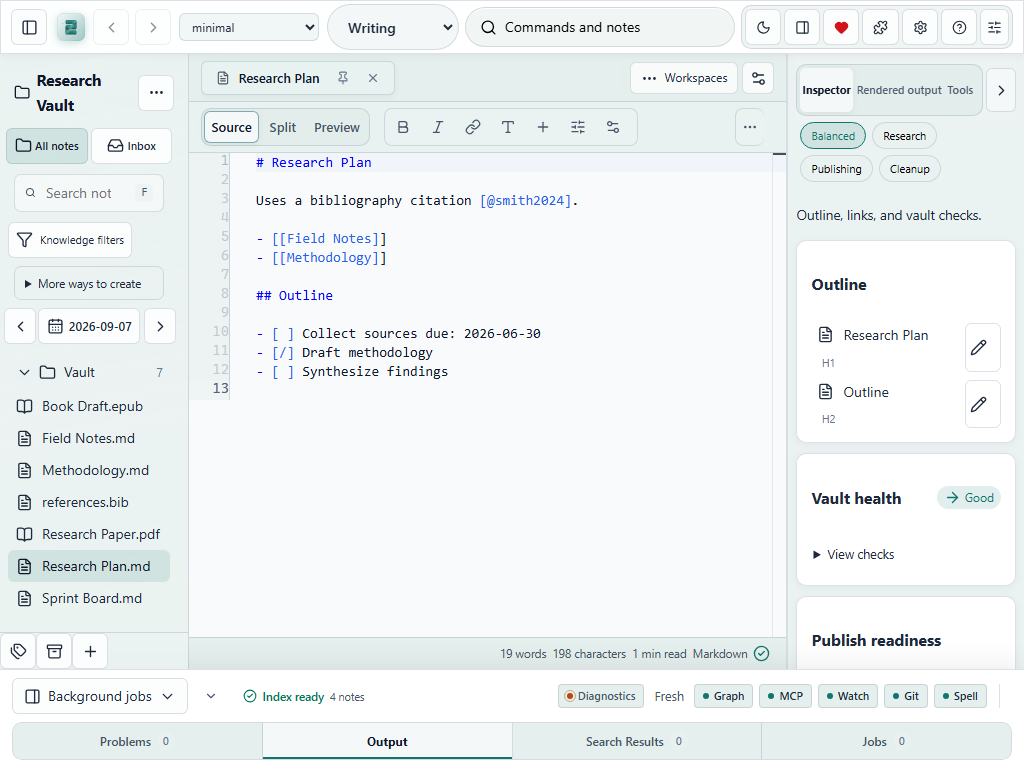 minimal
Writing
Commands and notes
Research
Vault
All notes
Inbox
Search not
F
Knowledge filters
More ways to create
2026-09-07
Vault
7
Book Draft.epub
Field Notes.md
Methodology.md
references.bib
Research Paper.pdf
Research Plan.md
Sprint Board.md
Research Plan
Workspaces
Source
Split
Preview
B
I
T
1
# Research Plan
2
3
Uses a bibliography citation [@smith2024].
4
5
- [[Field Notes]]
6
- [[Methodology]]
7
8
## Outline
9
10
- [ ] Collect sources due: 2026-06-30
11
- [/] Draft methodology
12
- [ ] Synthesize findings
13
19 words
198 characters
1 min read
Markdown
Inspector
Rendered output
Tools
Balanced
Research
Publishing
Cleanup
Outline, links, and vault checks.
Outline
Research Plan
H1
Outline
H2
Vault health
Good
View checks
Publish readiness
Background jobs
Index ready
4 notes
Diagnostics
Fresh
Graph
MCP
Watch
Git
Spell
Problems
0
Output
Search Results
0
Jobs
0